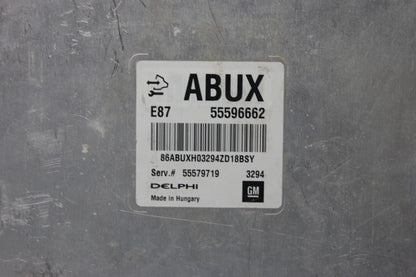 ABUX
E87 55596662
86ABUXH03294ZD18BSY
Serv.# 55579719 3294
DELPHI
Made in Hungary
GM